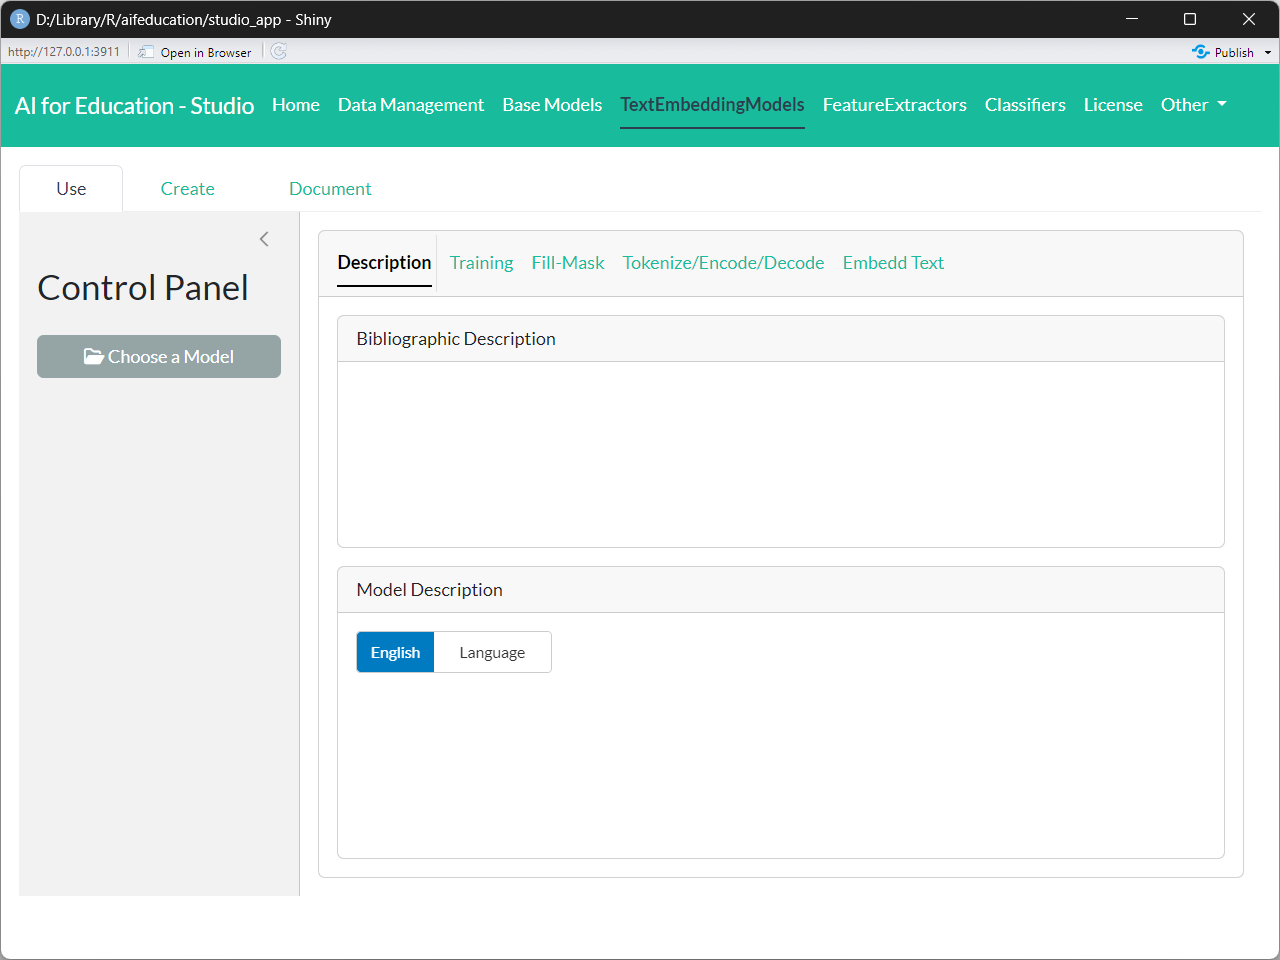 R D:/Library/R/aifeducation/studio_app - Shiny
http://127.0.0.1:3911 Open in Browser Publish
AI for Education - Studio Home Data Management Base Models TextEmbeddingModels FeatureExtractors Classifiers License Other
Use Create Document
Control Panel
Choose a Model
Description Training Fill-Mask Tokenize/Encode/Decode Embedd Text
Bibliographic Description
Model Description
English Language